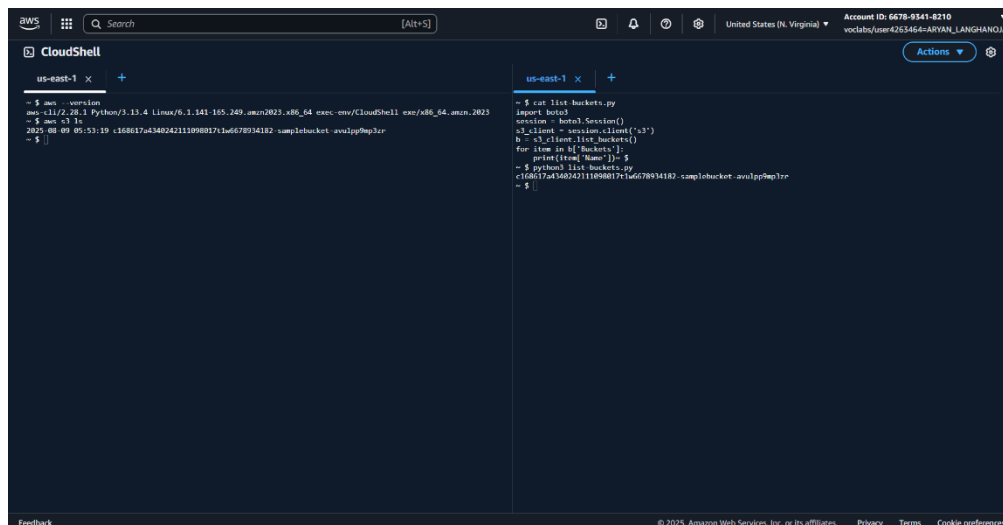 aws
Search [Alt+S]
United States (N. Virginia)
Account ID: 6678-9341-8210
voclabs/user4263464=ARYAN_LANGHANOJA
CloudShell
Actions
us-east-1
~ $ aws --version
aws-cli/2.28.1 Python/3.13.4 Linux/6.1.141-165.249.amzn2023.x86_64 exec-env/CloudShell exe/x86_64.amzn.2023
~ $ aws s3 ls
2025-08-09 05:53:19 c168617a4340242111098017t1w6678934182-samplebucket-avulpp9mp3zr
~ $
us-east-1
~ $ cat list-buckets.py
import boto3
session = boto3.Session()
s3_client = session.client('s3')
b = s3_client.list_buckets()
for item in b['Buckets']:
    print(item['Name'])~ $
~ $ python3 list-buckets.py
c168617a4340242111098017t1w6678934182-samplebucket-avulpp9mp3zr
~ $
Feedback
© 2025, Amazon Web Services, Inc. or its affiliates.
Privacy
Terms
Cookie preferences